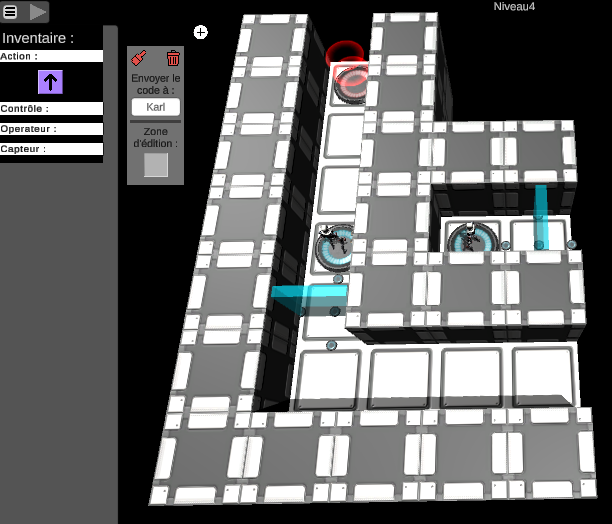 Niveau4
Inventaire :
Action :
Contrôle :
Operateur :
Capteur :
Envoyer le
code à :
Karl
Zone
d'édition :